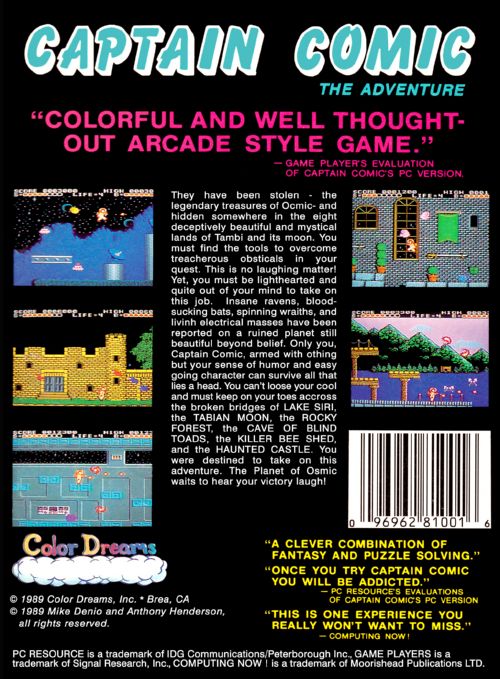 CAPTAIN COMIC
THE ADVENTURE
"COLORFUL AND WELL THOUGHT-
OUT ARCADE STYLE GAME."
— GAME PLAYER'S EVALUATION
OF CAPTAIN COMIC'S PC VERSION.
They have been stolen - the
legendary treasures of Ocmic- and
hidden somewhere in the eight
deceptively beautiful and mystical
lands of Tambi and its moon. You
must find the tools to overcome
treacherous obsticals in your
quest. This is no laughing matter!
Yet, you must be lighthearted and
quite out of your mind to take on
this job. Insane ravens, blood-
sucking bats, spinning wraiths, and
livinh electrical masses have been
reported on a ruined planet still
beautiful beyond belief. Only you,
Captain Comic, armed with othing
but your sense of humor and easy
going character can survive all that
lies a head. You can't loose your cool
and must keep on your toes accross
the broken bridges of LAKE SIRI,
the TABIAN MOON, the ROCKY
FOREST, the CAVE OF BLIND
TOADS, the KILLER BEE SHED,
and the HAUNTED CASTLE. You
were destined to take on this
adventure. The Planet of Osmic
waits to hear your victory laugh!
0 96962 81001 6
Color Dreams
"A CLEVER COMBINATION OF
FANTASY AND PUZZLE SOLVING."
"ONCE YOU TRY CAPTAIN COMIC
YOU WILL BE ADDICTED."
— PC RESOURCE'S EVALUATIONS
OF CAPTAIN COMIC'S PC VERSION
"THIS IS ONE EXPERIENCE YOU
REALLY WON'T WANT TO MISS."
— COMPUTING NOW!
© 1989 Color Dreams, Inc. * Brea, CA
© 1989 Mike Denio and Anthony Henderson,
all rights reserved.
PC RESOURCE is a trademark of IDG Communications/Peterborough Inc., GAME PLAYERS is a
trademark of Signal Research, Inc., COMPUTING NOW ! is a trademark of Moorishead Publications LTD.